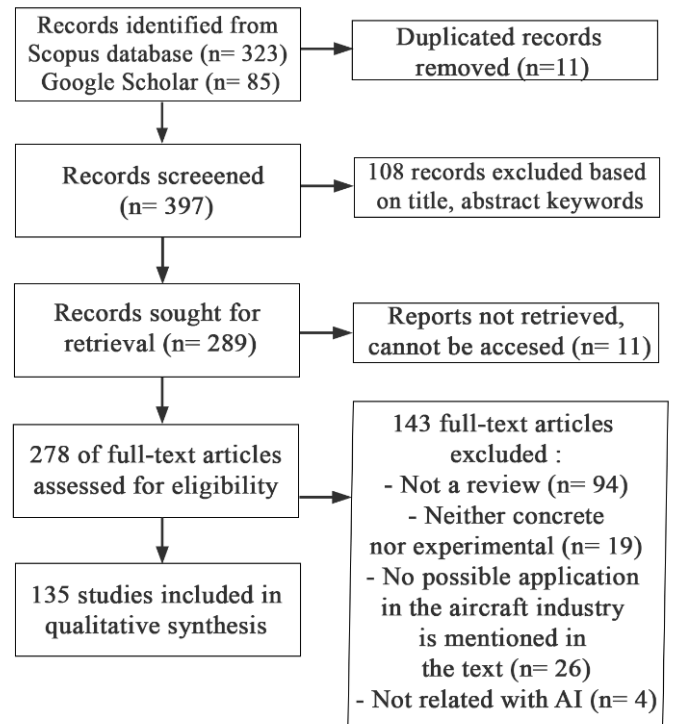 Records identified from
Scopus database (n= 323)
Google Scholar (n= 85)
Duplicated records
removed (n=11)
Records screeened
(n= 397)
108 records excluded based
on title, abstract keywords
Records sought for
retrieval (n= 289)
Reports not retrieved,
cannot be accesed (n= 11)
278 of full-text articles
assessed for eligibility
143 full-text articles
excluded :
- Not a review (n= 94)
- Neither concrete
nor experimental (n= 19)
- No possible application
in the aircraft industry
is mentioned in
the text (n= 26)
- Not related with AI (n= 4)
135 studies included in
qualitative synthesis